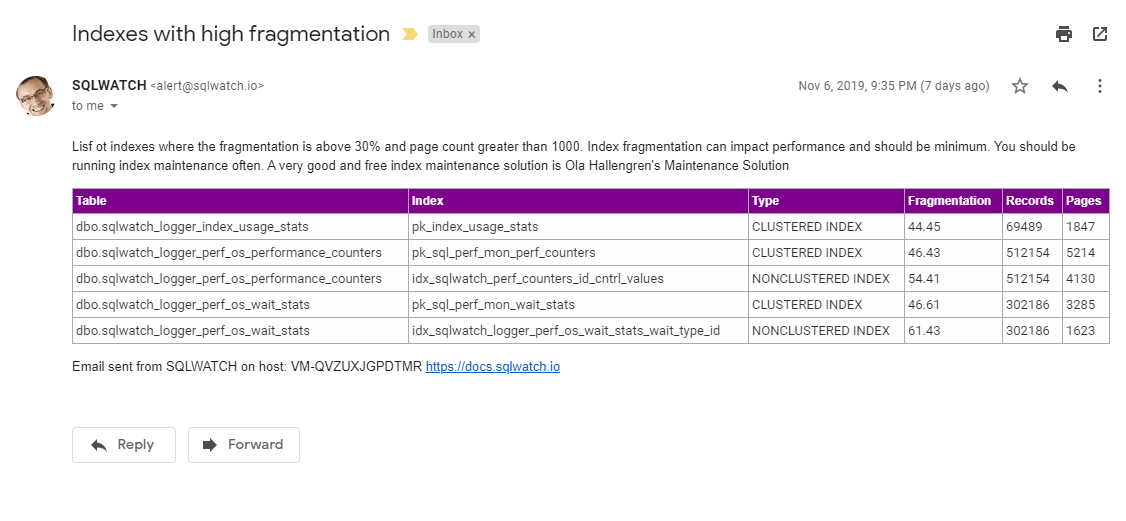 Indexes with high fragmentation Inbox ×
SQLWATCH <alert@sqlwatch.io> Nov 6, 2019, 9:35 PM (7 days ago)
to me
Lisf ot indexes where the fragmentation is above 30% and page count greater than 1000. Index fragmentation can impact performance and should be minimum. You should be
running index maintenance often. A very good and free index maintenance solution is Ola Hallengren's Maintenance Solution
Table Index Type Fragmentation Records Pages
dbo.sqlwatch_logger_index_usage_stats pk_index_usage_stats CLUSTERED INDEX 44.45 69489 1847
dbo.sqlwatch_logger_perf_os_performance_counters pk_sql_perf_mon_perf_counters CLUSTERED INDEX 46.43 512154 5214
dbo.sqlwatch_logger_perf_os_performance_counters idx_sqlwatch_perf_counters_id_cntrl_values NONCLUSTERED INDEX 54.41 512154 4130
dbo.sqlwatch_logger_perf_os_wait_stats pk_sql_perf_mon_wait_stats CLUSTERED INDEX 46.61 302186 3285
dbo.sqlwatch_logger_perf_os_wait_stats idx_sqlwatch_logger_perf_os_wait_stats_wait_type_id NONCLUSTERED INDEX 61.43 302186 1623
Email sent from SQLWATCH on host: VM-QVZUXJGPDTMR https://docs.sqlwatch.io
Reply Forward